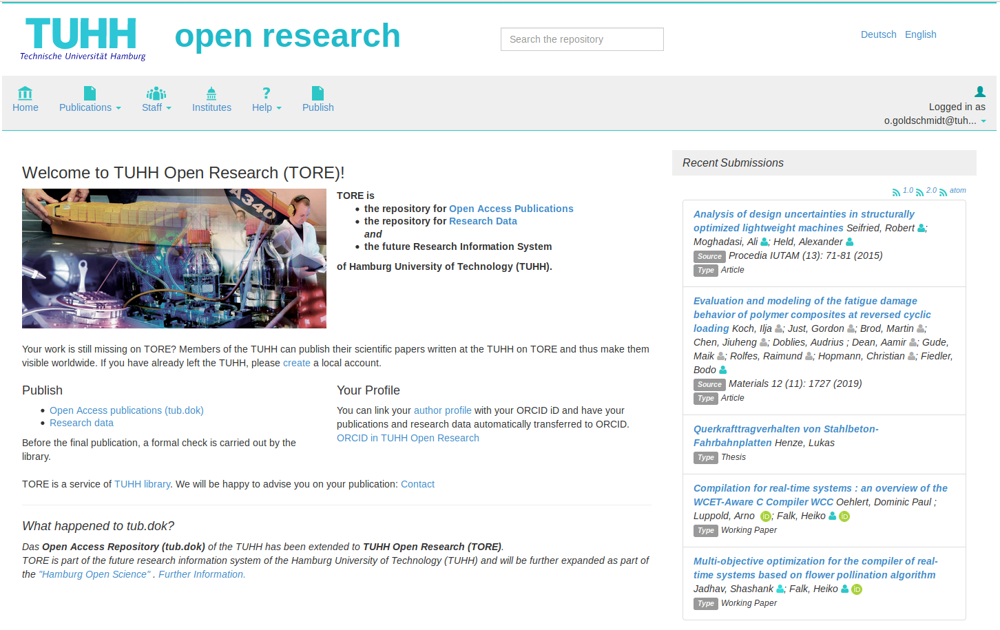 TUHH
Technische Universität Hamburg
open research
Search the repository
Deutsch English
Home
Publications
Staff
Institutes
Help
Publish
Logged in as
o.goldschmidt@tuh...
Welcome to TUHH Open Research (TORE)!
A340
TORE is
the repository for Open Access Publications
the repository for Research Data
and
the future Research Information System
of Hamburg University of Technology (TUHH).
Your work is still missing on TORE? Members of the TUHH can publish their scientific papers written at the TUHH on TORE and thus make them
visible worldwide. If you have already left the TUHH, please create a local account.
Publish
Open Access publications (tub.dok)
Research data
Before the final publication, a formal check is carried out by the
library.
Your Profile
You can link your author profile with your ORCID iD and have your
publications and research data automatically transferred to ORCID.
ORCID in TUHH Open Research
TORE is a service of TUHH library. We will be happy to advise you on your publication: Contact
What happened to tub.dok?
Das Open Access Repository (tub.dok) of the TUHH has been extended to TUHH Open Research (TORE).
TORE is part of the future research information system of the Hamburg University of Technology (TUHH) and will be further expanded as part of
the "Hamburg Open Science" . Further Information.
Recent Submissions
1.0 2.0 atom
Analysis of design uncertainties in structurally
optimized lightweight machines Seifried, Robert ;
Moghadasi, Ali ; Held, Alexander
Source Procedia IUTAM (13): 71-81 (2015)
Type Article
Evaluation and modeling of the fatigue damage
behavior of polymer composites at reversed cyclic
loading Koch, Ilja ; Just, Gordon ; Brod, Martin ;
Chen, Jiuheng ; Doblies, Audrius ; Dean, Aamir ; Gude,
Maik ; Rolfes, Raimund ; Hopmann, Christian ; Fiedler,
Bodo
Source Materials 12 (11): 1727 (2019)
Type Article
Querkrafttragverhalten von Stahlbeton-
Fahrbahnplatten Henze, Lukas
Type Thesis
Compilation for real-time systems : an overview of the
WCET-Aware C Compiler WCC Oehlert, Dominic Paul ;
Luppold, Arno iD; Falk, Heiko iD
Type Working Paper
Multi-objective optimization for the compiler of real-
time systems based on flower pollination algorithm
Jadhav, Shashank ; Falk, Heiko iD
Type Working Paper